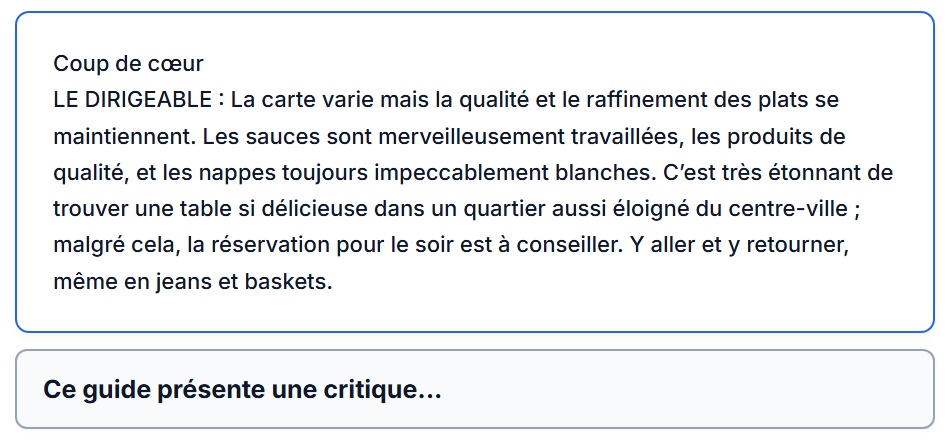 Coup de cœur
LE DIRIGEABLE : La carte varie mais la qualité et le raffinement des plats se
maintiennent. Les sauces sont merveilleusement travaillées, les produits de
qualité, et les nappes toujours impeccablement blanches. C’est très étonnant de
trouver une table si délicieuse dans un quartier aussi éloigné du centre-ville ;
malgré cela, la réservation pour le soir est à conseiller. Y aller et y retourner,
même en jeans et baskets.
Ce guide présente une critique…